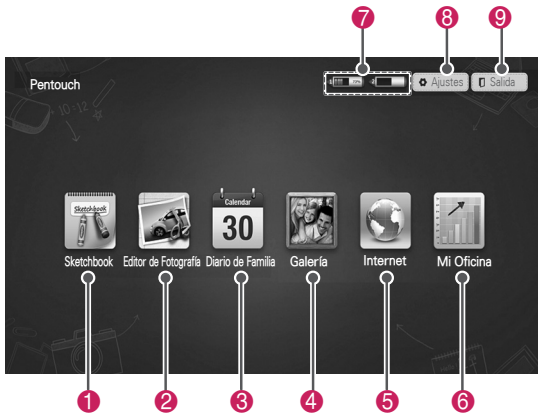 7 8 9
Pentouch
Ajustes Salida
Sketchbook
Calendar
30
Sketchbook Editor de Fotografía Diario de Familia Galería Internet Mi Oficina
1 2 3 4 5 6